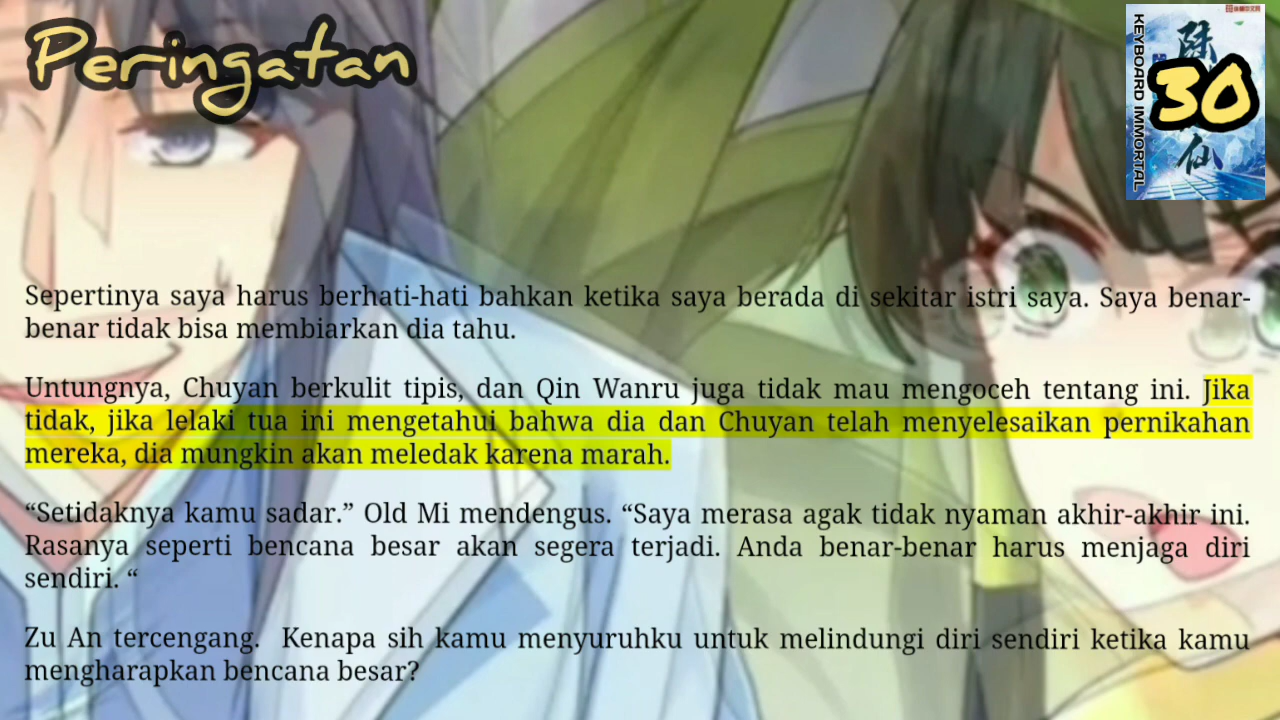 Peringatan
30
KEYBOARD IMMORTAL
仙
Sepertinya saya harus berhati-hati bahkan ketika saya berada di sekitar istri saya. Saya benar-
benar tidak bisa membiarkan dia tahu.
Untungnya, Chuyan berkulit tipis, dan Qin Wanru juga tidak mau mengoceh tentang ini. Jika
tidak, jika lelaki tua ini mengetahui bahwa dia dan Chuyan telah menyelesaikan pernikahan
mereka, dia mungkin akan meledak karena marah.
“Setidaknya kamu sadar.” Old Mi mendengus. “Saya merasa agak tidak nyaman akhir-akhir ini.
Rasanya seperti bencana besar akan segera terjadi. Anda benar-benar harus menjaga diri
sendiri. “
Zu An tercengang.  Kenapa sih kamu menyuruhku untuk melindungi diri sendiri ketika kamu
mengharapkan bencana besar?